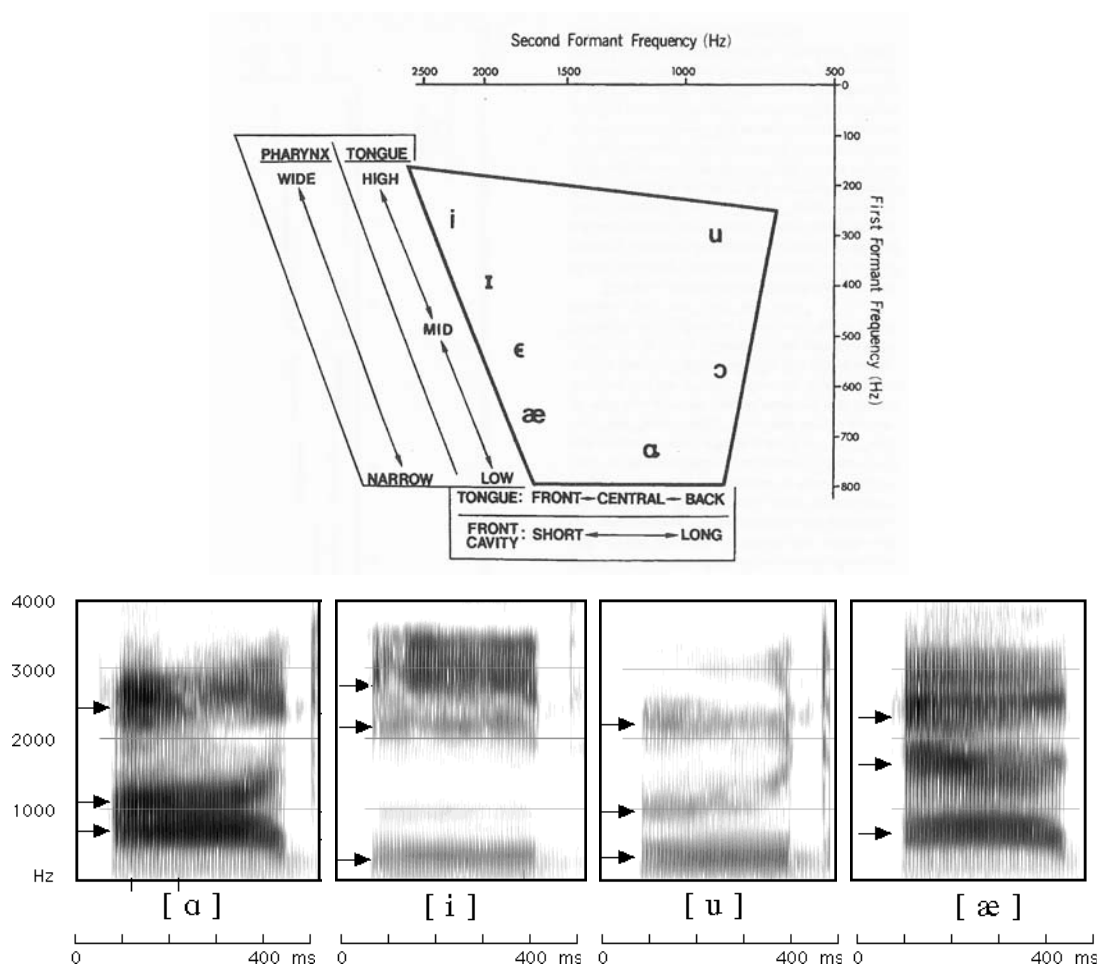 Second Formant Frequency (Hz)
2500 2000 1500 1000 500
0
100
200
300
400
500
600
700
800
First Formant Frequency (Hz)
PHARYNX TONGUE
WIDE HIGH
MID
NARROW LOW
i
u
ɪ
ɛ
ɔ
æ
ɑ
TONGUE: FRONT CENTRAL BACK
FRONT CAVITY: SHORT LONG
4000
3000
2000
1000
Hz
[ ɑ ] [ i ] [ u ] [ æ ]
0 400 ms 0 400 ms 0 400 ms 0 400 ms